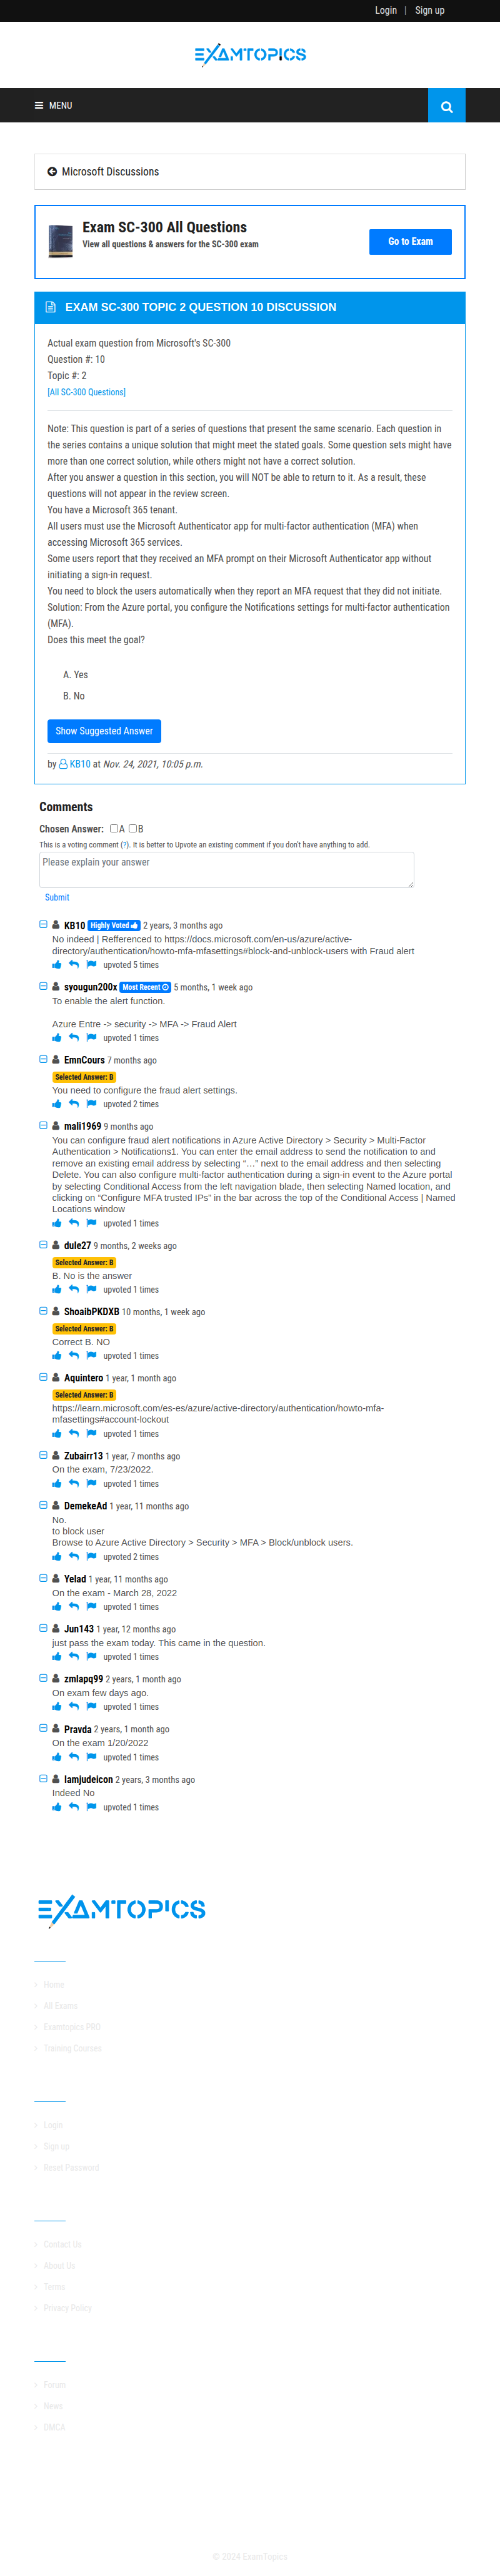 Login | Sign up
EXAMTOPICS
MENU
Microsoft Discussions
Exam SC-300 All Questions
View all questions & answers for the SC-300 exam
Go to Exam
EXAM SC-300 TOPIC 2 QUESTION 10 DISCUSSION
Actual exam question from Microsoft's SC-300
Question #: 10
Topic #: 2
[All SC-300 Questions]
Note: This question is part of a series of questions that present the same scenario. Each question in
the series contains a unique solution that might meet the stated goals. Some question sets might have
more than one correct solution, while others might not have a correct solution.
After you answer a question in this section, you will NOT be able to return to it. As a result, these
questions will not appear in the review screen.
You have a Microsoft 365 tenant.
All users must use the Microsoft Authenticator app for multi-factor authentication (MFA) when
accessing Microsoft 365 services.
Some users report that they received an MFA prompt on their Microsoft Authenticator app without
initiating a sign-in request.
You need to block the users automatically when they report an MFA request that they did not initiate.
Solution: From the Azure portal, you configure the Notifications settings for multi-factor authentication
(MFA).
Does this meet the goal?
A. Yes
B. No
Show Suggested Answer
by KB10 at Nov. 24, 2021, 10:05 p.m.
Comments
Chosen Answer: A B
This is a voting comment (?). It is better to Upvote an existing comment if you don't have anything to add.
Please explain your answer
Submit
KB10 Highly Voted 2 years, 3 months ago
No indeed | Refferenced to https://docs.microsoft.com/en-us/azure/active-
directory/authentication/howto-mfa-mfasettings#block-and-unblock-users with Fraud alert
upvoted 5 times
syougun200x Most Recent 5 months, 1 week ago
To enable the alert function.
Azure Entre -> security -> MFA -> Fraud Alert
upvoted 1 times
EmnCours 7 months ago
Selected Answer: B
You need to configure the fraud alert settings.
upvoted 2 times
mali1969 9 months ago
You can configure fraud alert notifications in Azure Active Directory > Security > Multi-Factor
Authentication > Notifications1. You can enter the email address to send the notification to and
remove an existing email address by selecting “…” next to the email address and then selecting
Delete. You can also configure multi-factor authentication during a sign-in event to the Azure portal
by selecting Conditional Access from the left navigation blade, then selecting Named location, and
clicking on “Configure MFA trusted IPs” in the bar across the top of the Conditional Access | Named
Locations window
upvoted 1 times
dule27 9 months, 2 weeks ago
Selected Answer: B
B. No is the answer
upvoted 1 times
ShoaibPKDXB 10 months, 1 week ago
Selected Answer: B
Correct B. NO
upvoted 1 times
Aquintero 1 year, 1 month ago
Selected Answer: B
https://learn.microsoft.com/es-es/azure/active-directory/authentication/howto-mfa-
mfasettings#account-lockout
upvoted 1 times
Zubairr13 1 year, 7 months ago
On the exam, 7/23/2022.
upvoted 1 times
DemekeAd 1 year, 11 months ago
No.
to block user
Browse to Azure Active Directory > Security > MFA > Block/unblock users.
upvoted 2 times
Yelad 1 year, 11 months ago
On the exam - March 28, 2022
upvoted 1 times
Jun143 1 year, 12 months ago
just pass the exam today. This came in the question.
upvoted 1 times
zmlapq99 2 years, 1 month ago
On exam few days ago.
upvoted 1 times
Pravda 2 years, 1 month ago
On the exam 1/20/2022
upvoted 1 times
Iamjudeicon 2 years, 3 months ago
Indeed No
upvoted 1 times
EXAMTOPICS
Home
All Exams
Examtopics PRO
Training Courses
Login
Sign up
Reset Password
Contact Us
About Us
Terms
Privacy Policy
Forum
News
DMCA
© 2024 ExamTopics